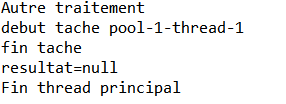 Autre traitement
debut tache pool-1-thread-1
fin tache
resultat=null
Fin thread principal